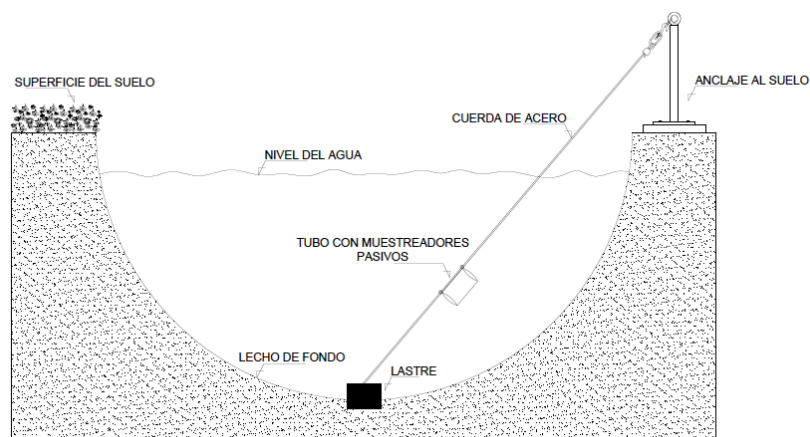 SUPERFICIE DEL SUELO
ANCLAJE AL SUELO
CUERDA DE ACERO
NIVEL DEL AGUA
TUBO CON MUESTREADORES
PASIVOS
LECHO DE FONDO
LASTRE